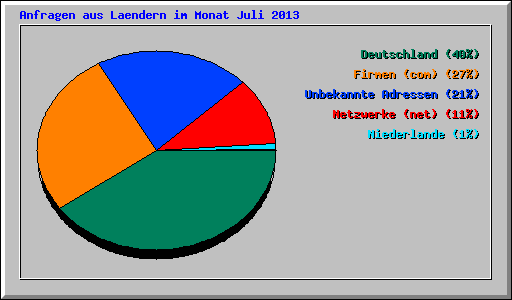 Anfragen aus Laendern im Monat Juli 2013
Deutschland (40%)
Firmen (com) (27%)
Unbekannte Adressen (21%)
Netzwerke (net) (11%)
Niederlande (1%)